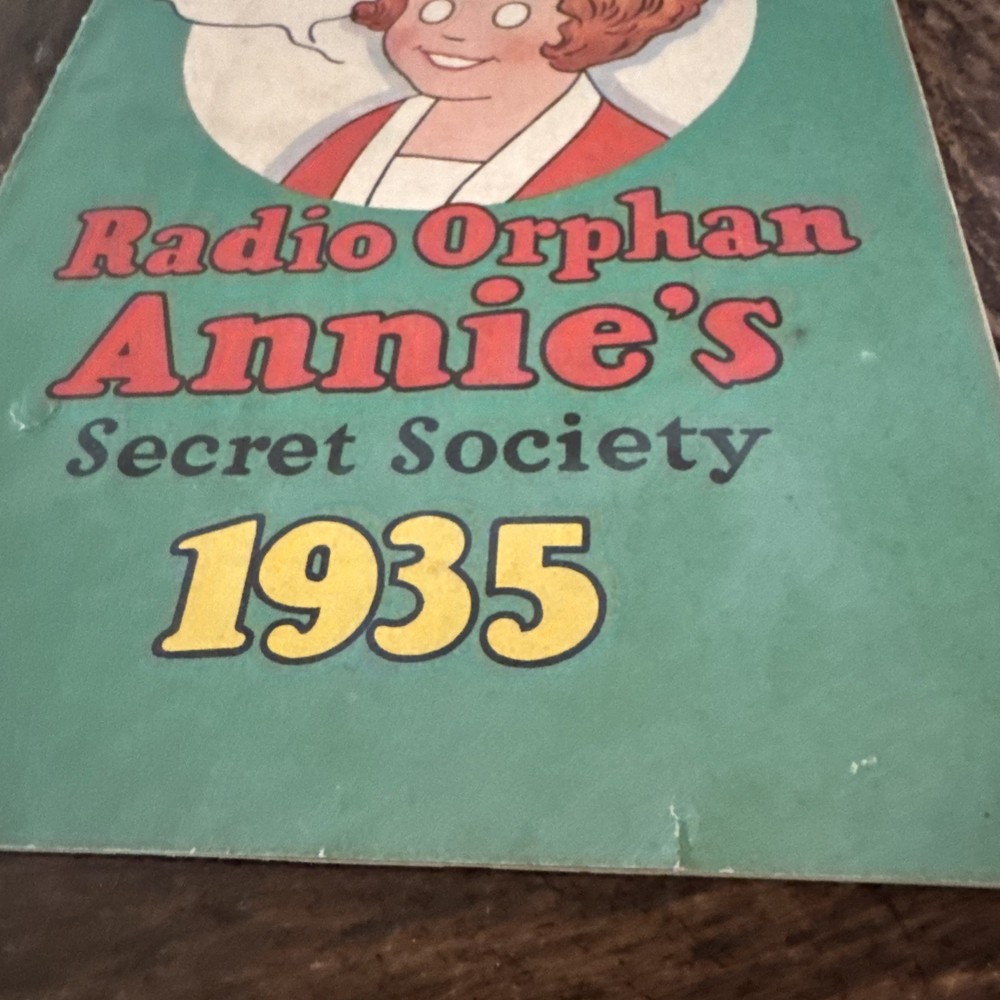 Radio Orphan
Annie's
Secret Society
1935